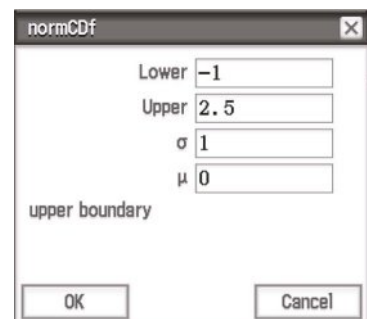 normCDf
Lower -1
Upper 2.5
σ 1
μ 0
upper boundary
OK Cancel